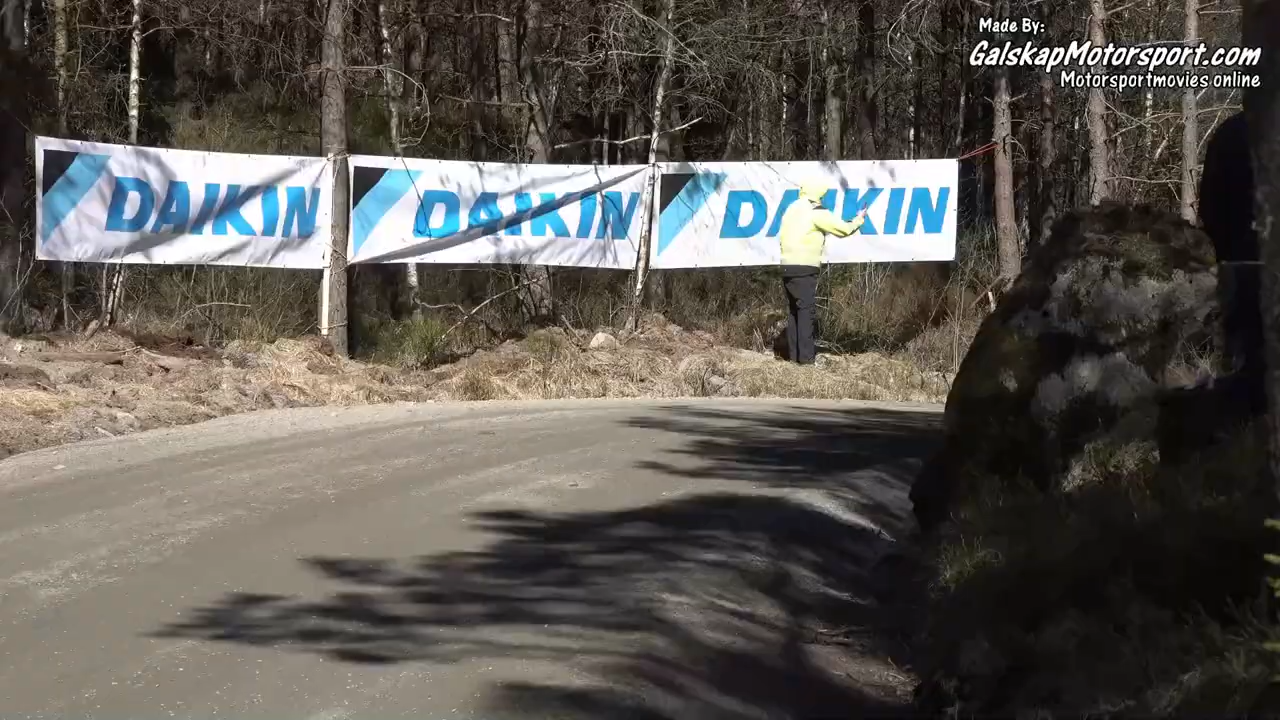 Made By:
GalskapMotorsport.com
Motorsportmovies online
DAIKIN
DAIKIN
DAIKIN